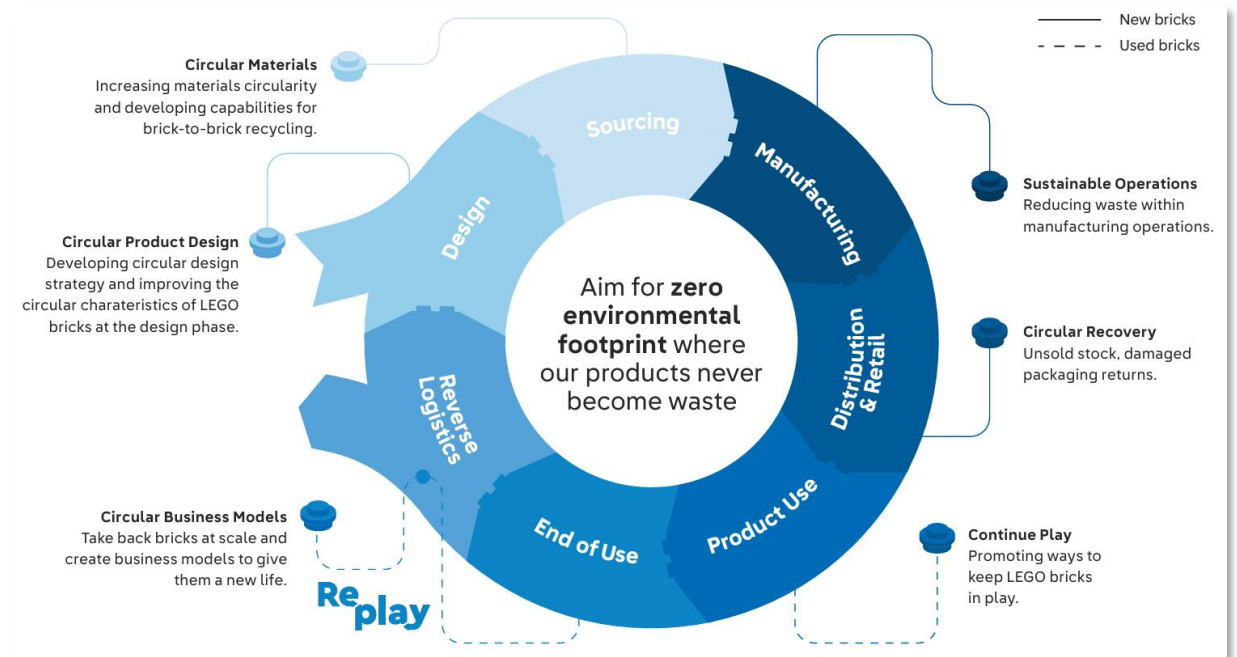 New bricks
Used bricks
Circular Materials
Increasing materials circularity
and developing capabilities for
brick-to-brick recycling.
Circular Product Design
Developing circular design
strategy and improving the
circular charateristics of LEGO
bricks at the design phase.
Circular Business Models
Take back bricks at scale and
create business models to give
them a new life.
Re
play
Sourcing
Manufacturing
Distribution
& Retail
Product Use
End of Use
Reverse
Logistics
Design
Aim for zero
environmental
footprint where
our products never
become waste
Sustainable Operations
Reducing waste within
manufacturing operations.
Circular Recovery
Unsold stock, damaged
packaging returns.
Continue Play
Promoting ways to
keep LEGO bricks
in play.